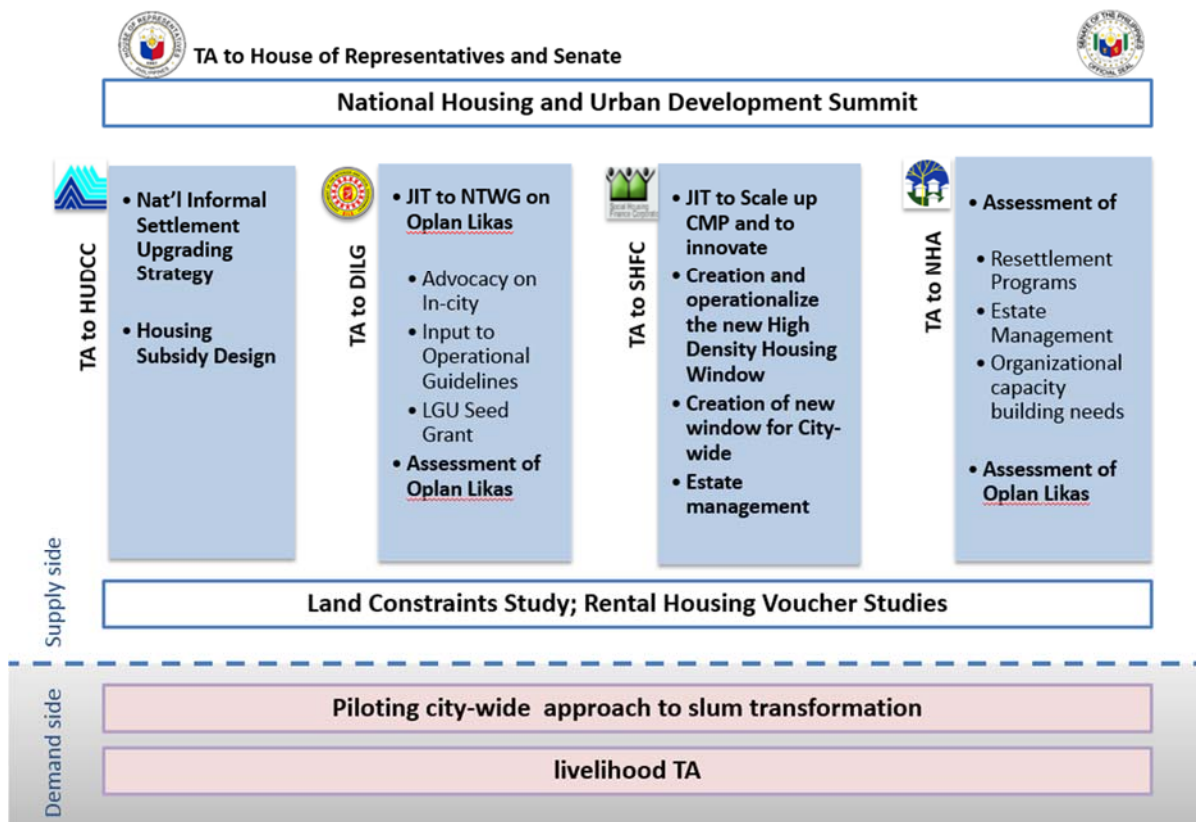 TA to House of Representatives and Senate
National Housing and Urban Development Summit
TA to HUDCC
• Nat’l Informal
Settlement
Upgrading
Strategy
• Housing
Subsidy Design
TA to DILG
• JIT to NTWG on
Oplan Likas
• Advocacy on
In-city
• Input to
Operational
Guidelines
• LGU Seed
Grant
• Assessment of
Oplan Likas
Social Housing
TA to SHFC
• JIT to Scale up
CMP and to
innovate
• Creation and
operationalize
the new High
Density Housing
Window
• Creation of new
window for City-
wide
• Estate
management
TA to NHA
• Assessment of
• Resettlement
Programs
• Estate
Management
• Organizational
capacity
building needs
• Assessment of
Oplan Likas
Supply side
Land Constraints Study; Rental Housing Voucher Studies
Demand side
Piloting city-wide approach to slum transformation
livelihood TA